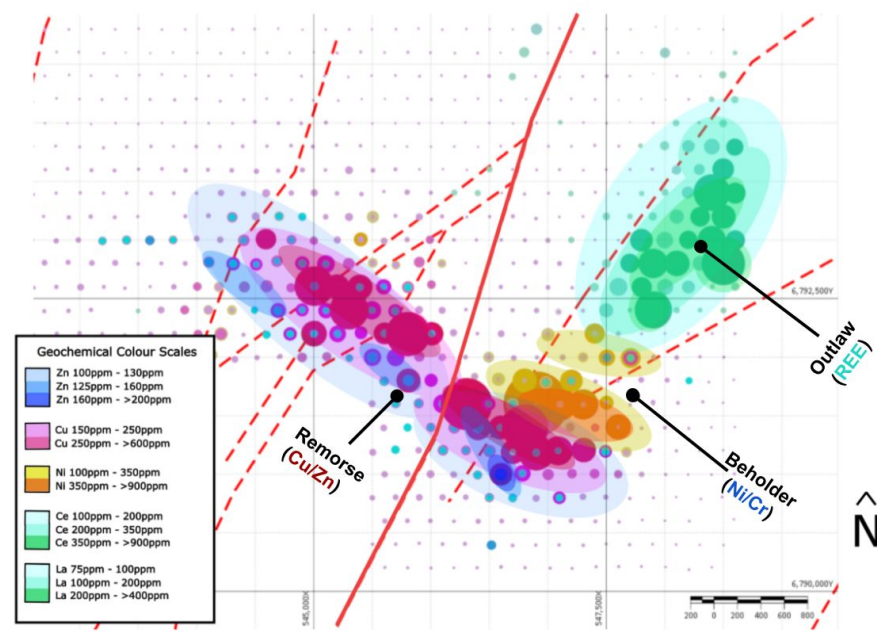 6,792,500Y
Geochemical Colour Scales
Zn 100ppm - 130ppm
Zn 125ppm - 160ppm
Zn 160ppm - >200ppm
Cu 150ppm - 250ppm
Cu 250ppm - >600ppm
Ni 100ppm - 350ppm
Ni 350ppm - >900ppm
Ce 100ppm - 200ppm
Ce 200ppm - 350ppm
Ce 350ppm - >900ppm
La 75ppm - 100ppm
La 100ppm - 200ppm
La 200ppm - >400ppm
Outlaw
(REE)
Remorse
(Cu/Zn)
Beholder
(Ni/Cr)
N
6,790,000Y
545,000X
547,500X
200 0 200 400 600 800